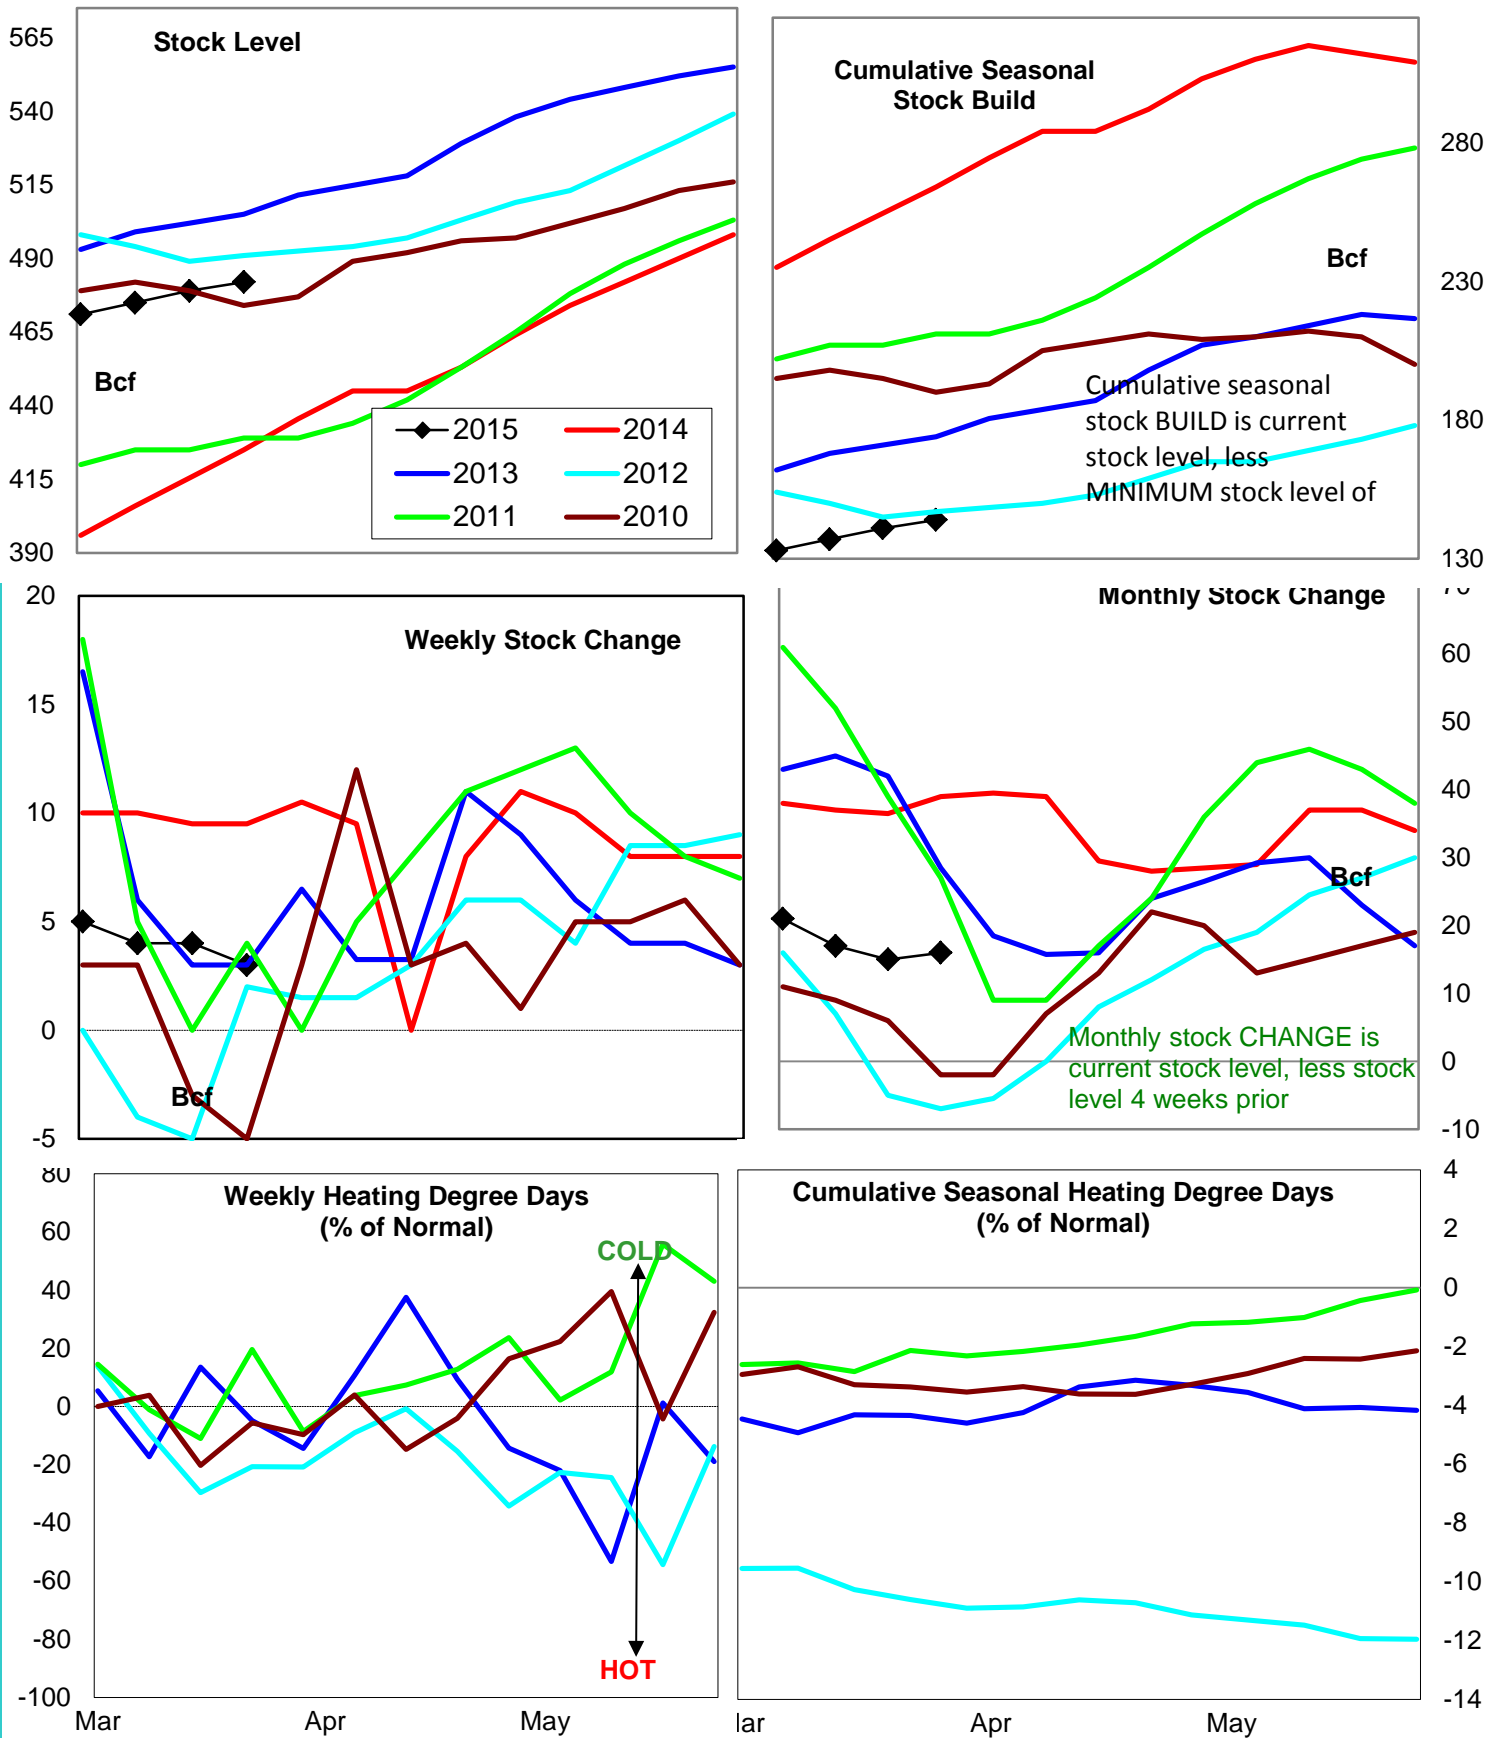 Stock Level
565
540
515
490
465
440
415
390
Bcf
2015
2014
2013
2012
2011
2010
Cumulative Seasonal
Stock Build
280
230
180
130
Bcf
Cumulative seasonal
stock BUILD is current
stock level, less
MINIMUM stock level of
Weekly Stock Change
20
15
10
5
0
-5
Bcf
Monthly Stock Change
70
60
50
40
30
20
10
0
-10
Bcf
Monthly stock CHANGE is
current stock level, less stock
level 4 weeks prior
Weekly Heating Degree Days
(% of Normal)
80
60
40
20
0
-20
-40
-60
-80
-100
COLD
HOT
Mar
Apr
May
Cumulative Seasonal Heating Degree Days
(% of Normal)
4
2
0
-2
-4
-6
-8
-10
-12
-14
Mar
Apr
May